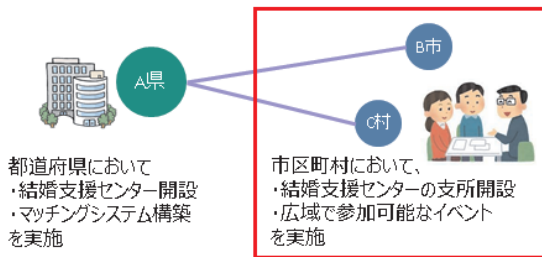 A県
都道府県において
・結婚支援センター開設
・マッチングシステム構築
を実施
B市
C村
市区町村において、
・結婚支援センターの支所開設
・広域で参加可能なイベント
を実施